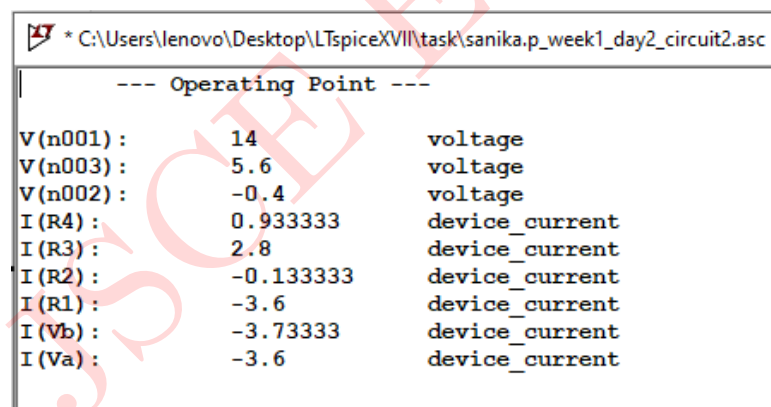 * C:\Users\lenovo\Desktop\LTspiceXVII\task\sanika.p_week1_day2_circuit2.asc
--- Operating Point ---
V(n001): 14 voltage
V(n003): 5.6 voltage
V(n002): -0.4 voltage
I(R4): 0.933333 device_current
I(R3): 2.8 device_current
I(R2): -0.133333 device_current
I(R1): -3.6 device_current
I(Vb): -3.73333 device_current
I(Va): -3.6 device_current
JSCE E